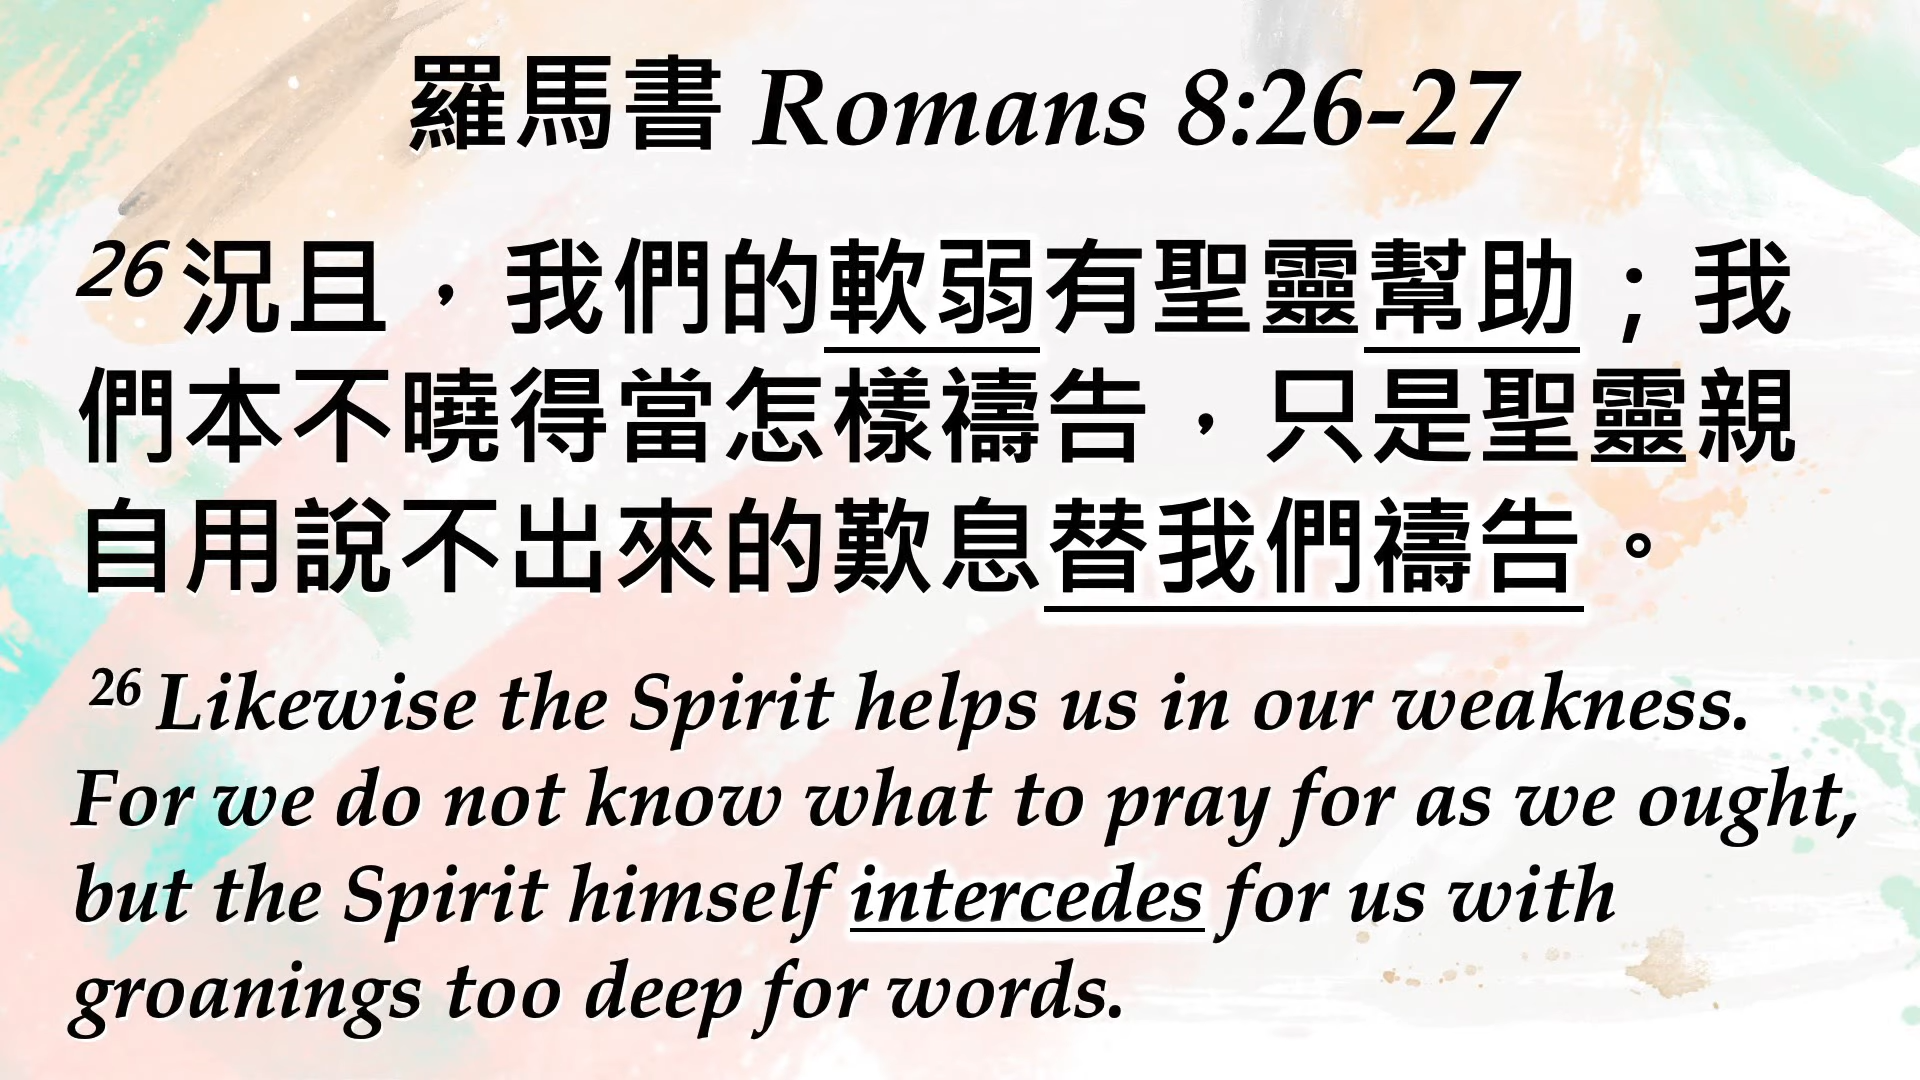 羅馬書 Romans 8:26-27
26 況且，我們的軟弱有聖靈幫助；我
們本不曉得當怎樣禱告，只是聖靈親
自用說不出來的歎息替我們禱告。
26 Likewise the Spirit helps us in our weakness.
For we do not know what to pray for as we ought,
but the Spirit himself intercedes for us with
groanings too deep for words.